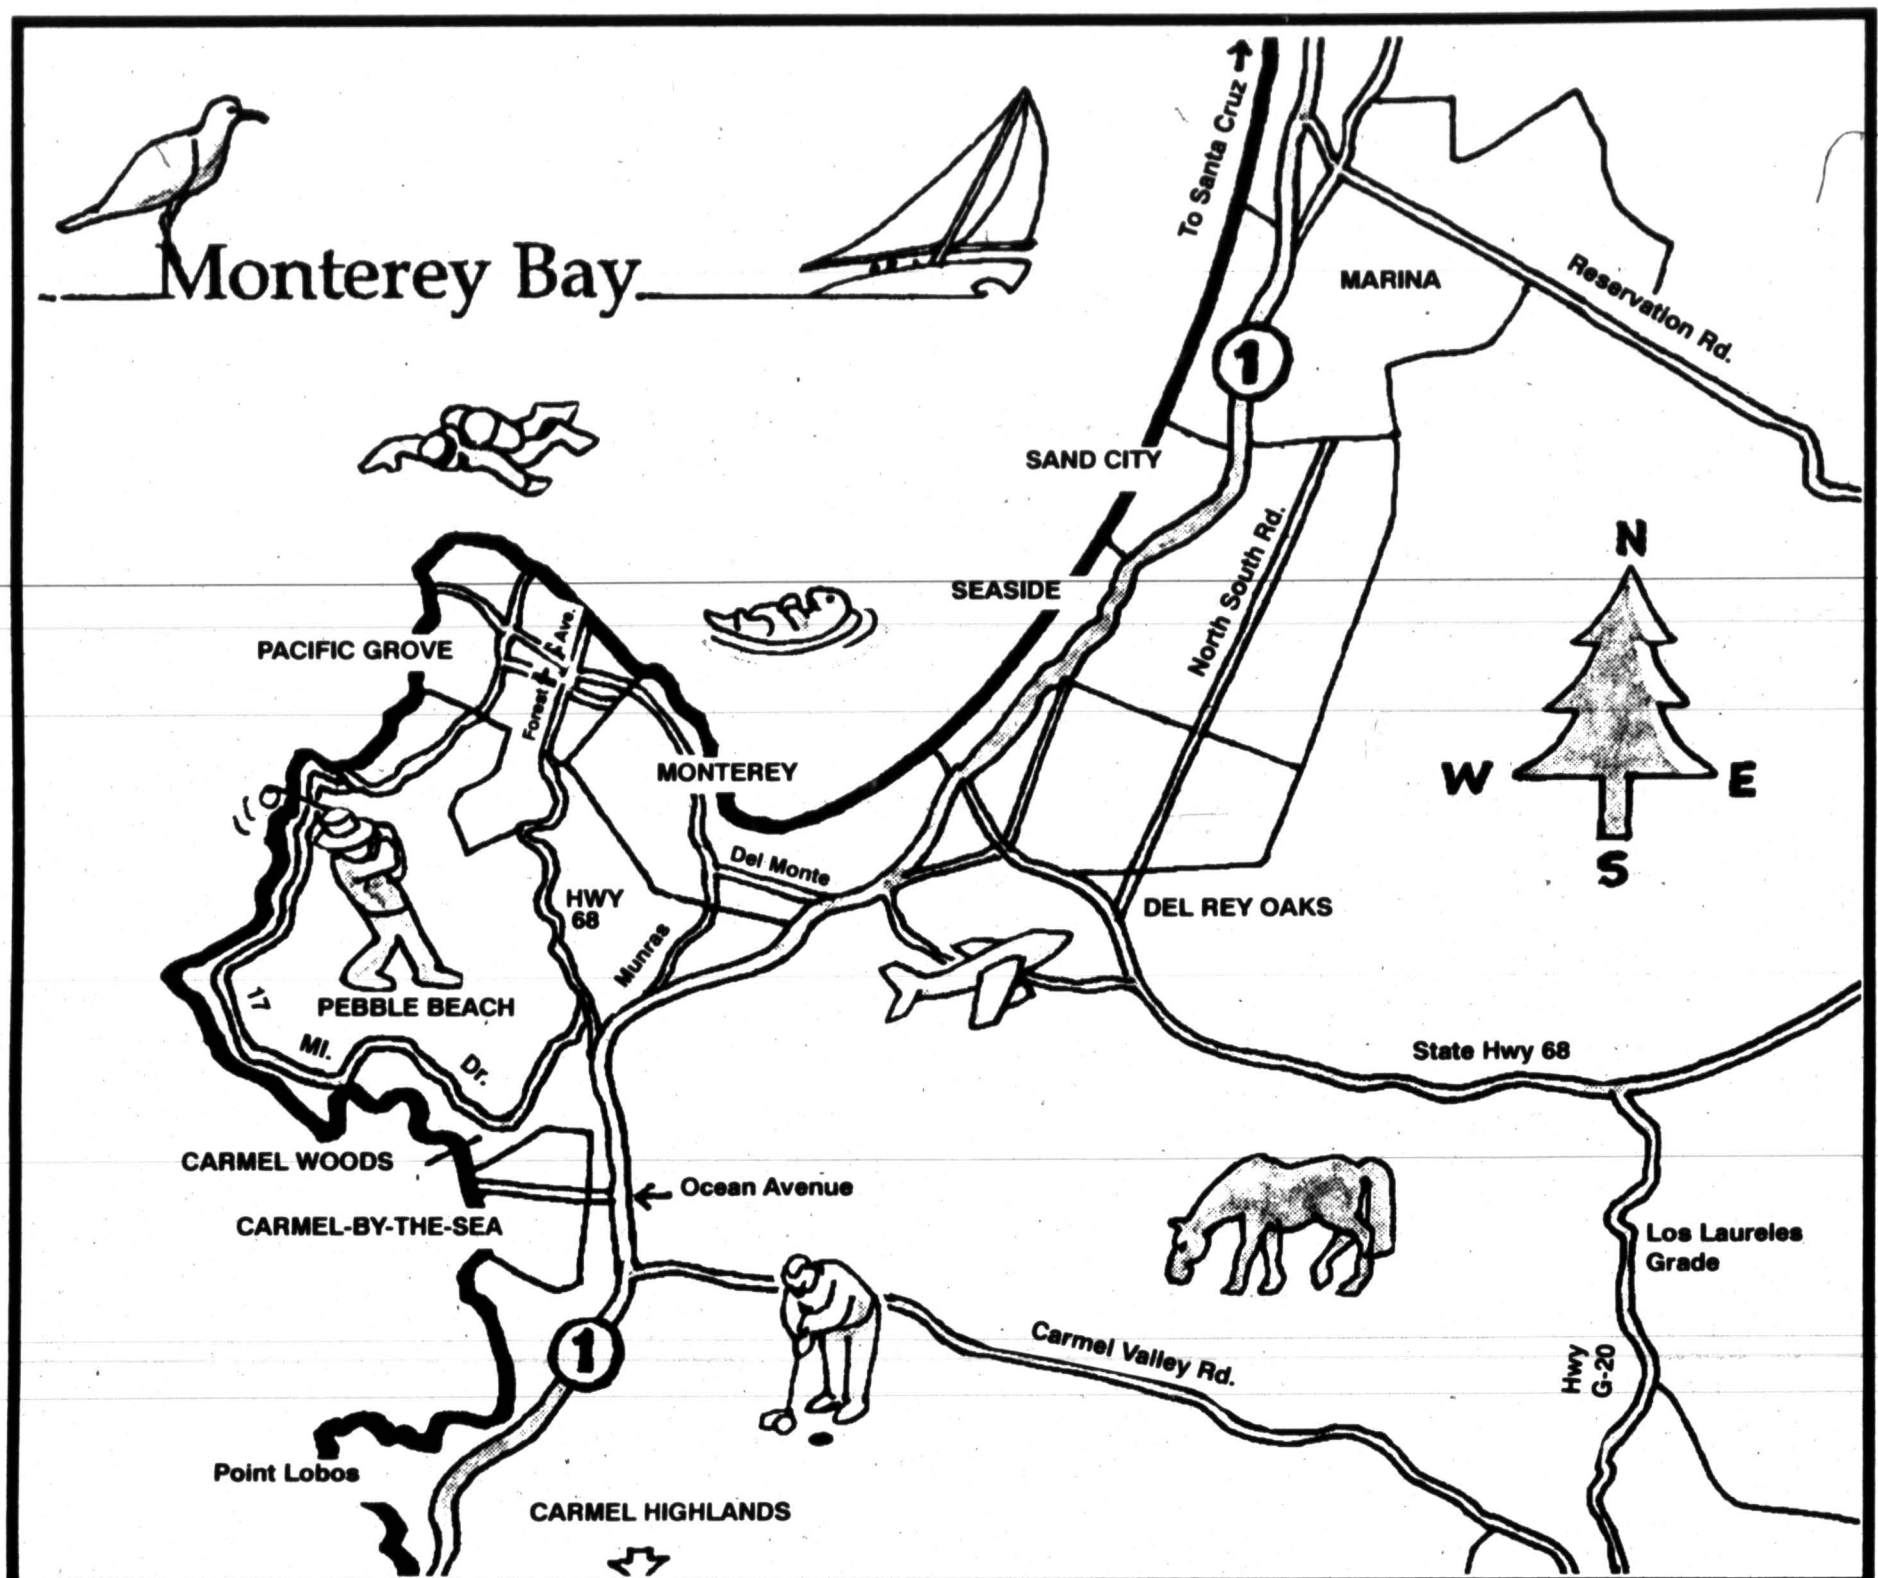 To Santa Cruz
Monterey Bay
MARINA
Reservation Rd.
1
SAND CITY
North South Rd.
N
SEASIDE
PACIFIC GROVE
Forest Ave.
MONTEREY
W
E
S
Del Monte
HWY
68
DEL REY OAKS
Munras
17
MI.
Dr.
PEBBLE BEACH
State Hwy 68
CARMEL WOODS
Ocean Avenue
CARMEL-BY-THE-SEA
Los Laureles
Grade
1
Carmel Valley Rd.
Hwy
G-20
Point Lobos
CARMEL HIGHLANDS